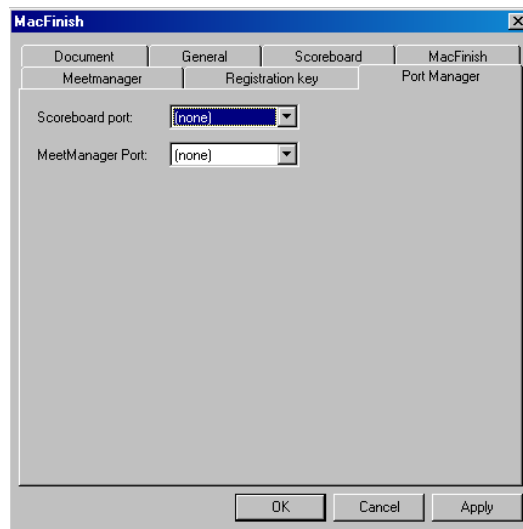 MacFinish
Document General Scoreboard MacFinish
Meetmanager Registration key Port Manager
Scoreboard port: (none)
MeetManager Port: (none)
OK Cancel Apply